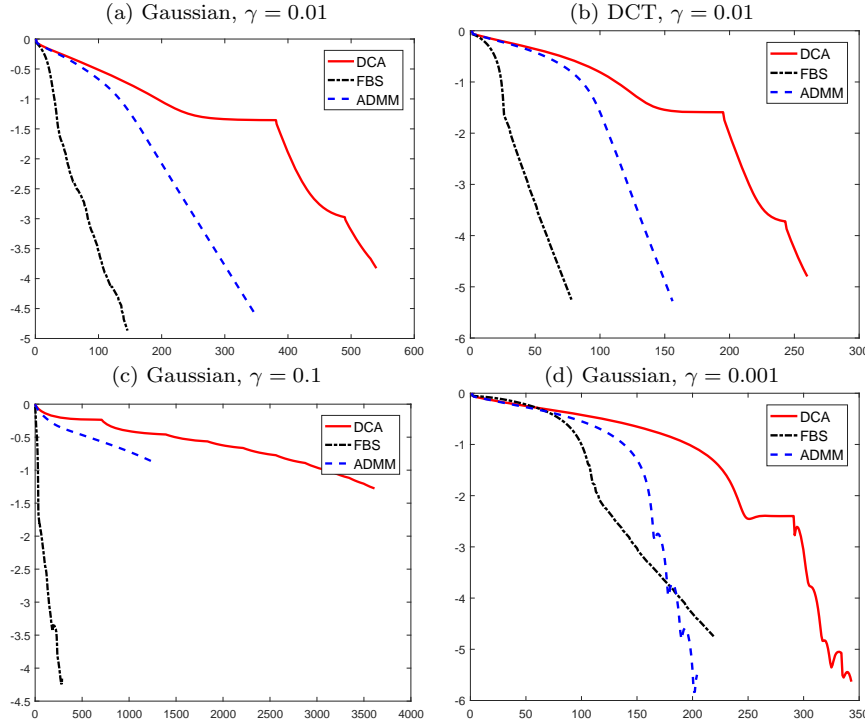 (a) Gaussian, γ = 0.01
0
-0.5
-1
-1.5
-2
-2.5
-3
-3.5
-4
-4.5
-5
0 100 200 300 400 500 600
DCA
FBS
ADMM
(b) DCT, γ = 0.01
0
-1
-2
-3
-4
-5
-6
0 50 100 150 200 250 300
DCA
FBS
ADMM
(c) Gaussian, γ = 0.1
0
-0.5
-1
-1.5
-2
-2.5
-3
-3.5
-4
-4.5
0 500 1000 1500 2000 2500 3000 3500 4000
DCA
FBS
ADMM
(d) Gaussian, γ = 0.001
0
-1
-2
-3
-4
-5
-6
0 50 100 150 200 250 300 350
DCA
FBS
ADMM